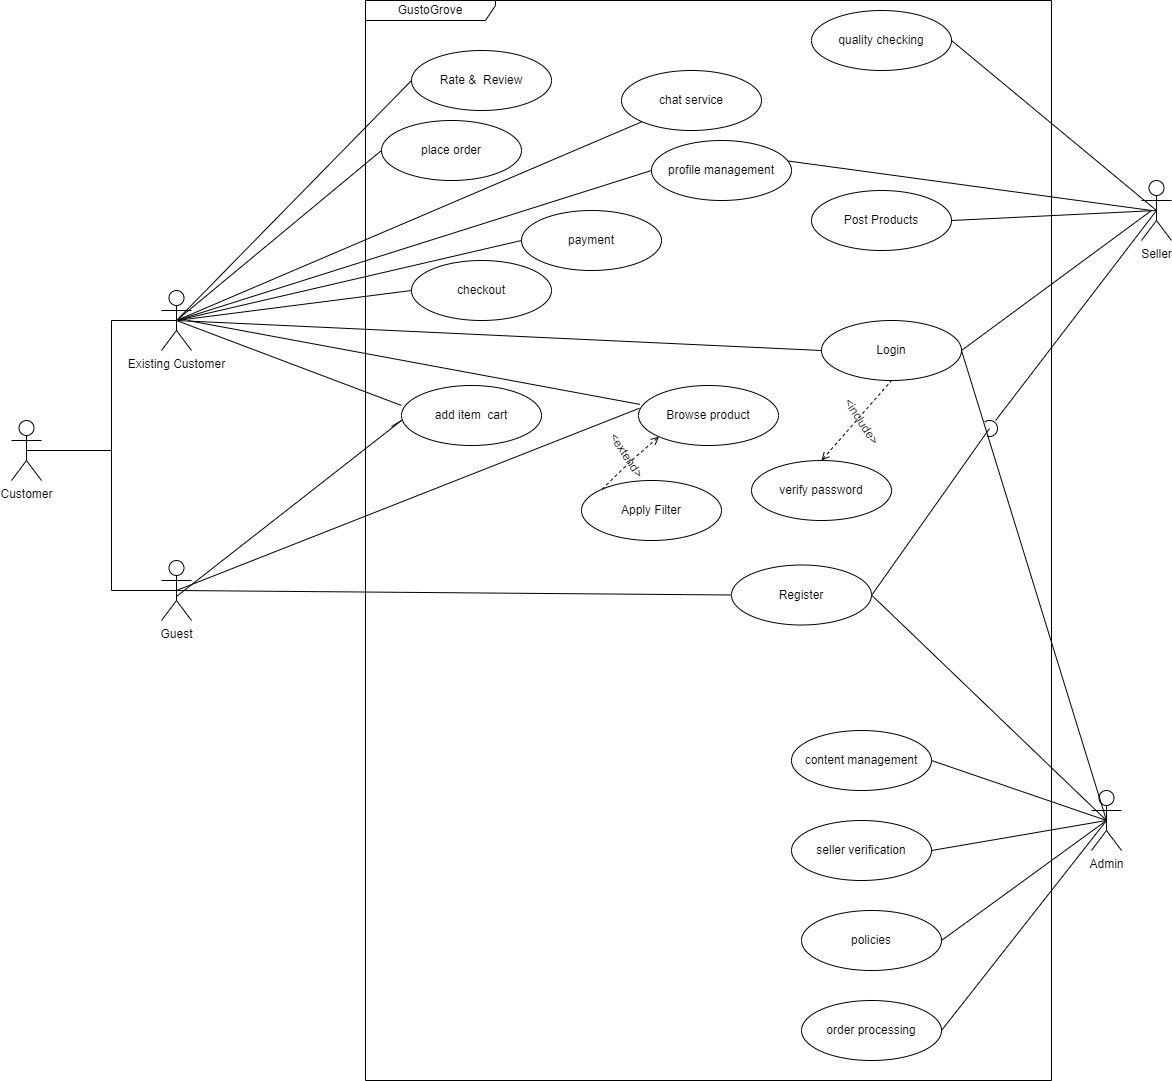 GustoGrove
quality checking
Rate &  Review
chat service
place order
profile management
Post Products
Seller
payment
checkout
Existing Customer
Login
<include>
add item  cart
Browse product
<extend>
Customer
verify password
Apply Filter
Register
Guest
content management
seller verification
Admin
policies
order processing